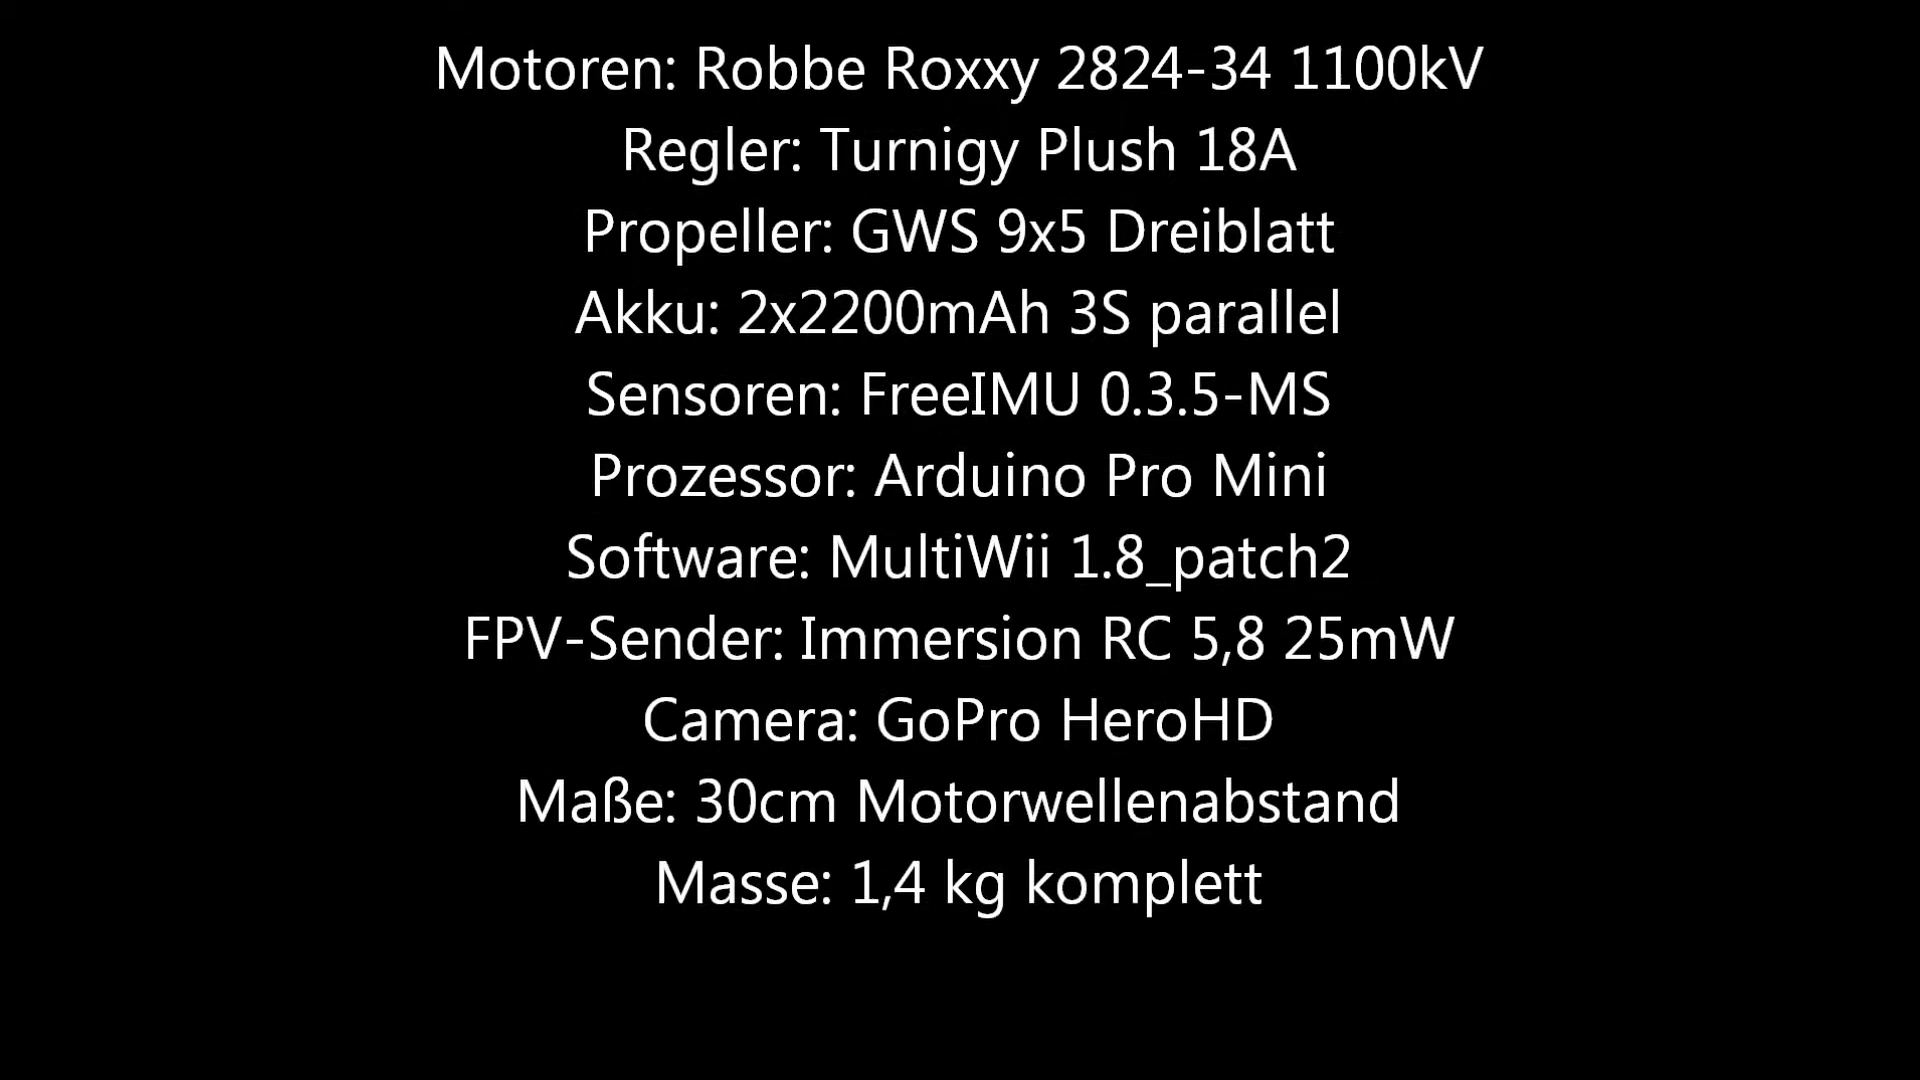 Motoren: Robbe Roxxy 2824-34 1100kV
Regler: Turnigy Plush 18A
Propeller: GWS 9x5 Dreiblatt
Akku: 2x2200mAh 3S parallel
Sensoren: FreeIMU 0.3.5-MS
Prozessor: Arduino Pro Mini
Software: MultiWii 1.8_patch2
FPV-Sender: Immersion RC 5,8 25mW
Camera: GoPro HeroHD
Maße: 30cm Motorwellenabstand
Masse: 1,4 kg komplett